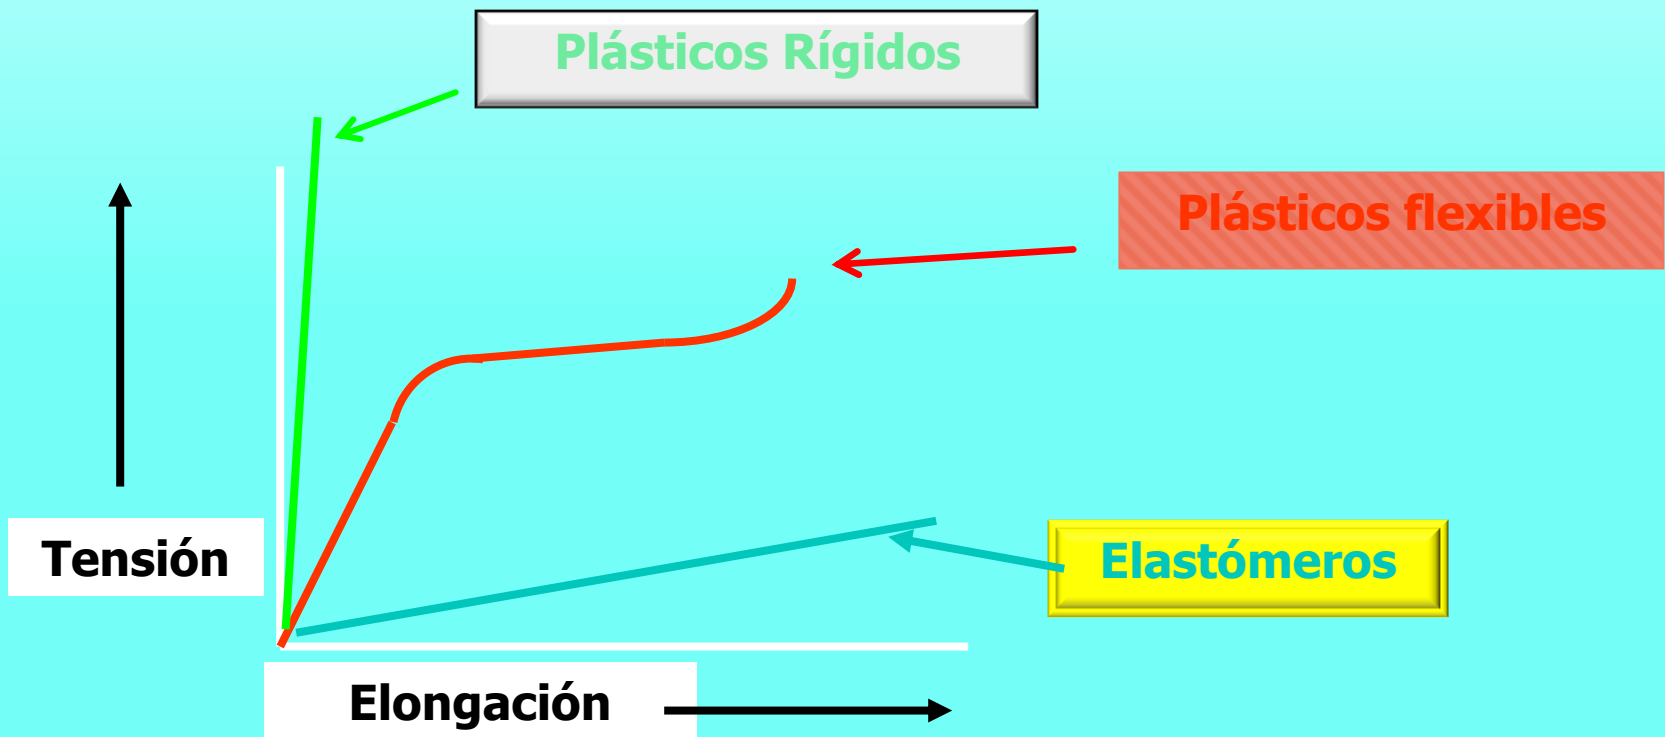 Plásticos Rígidos
Plásticos flexibles
Tensión
Elastómeros
Elongación